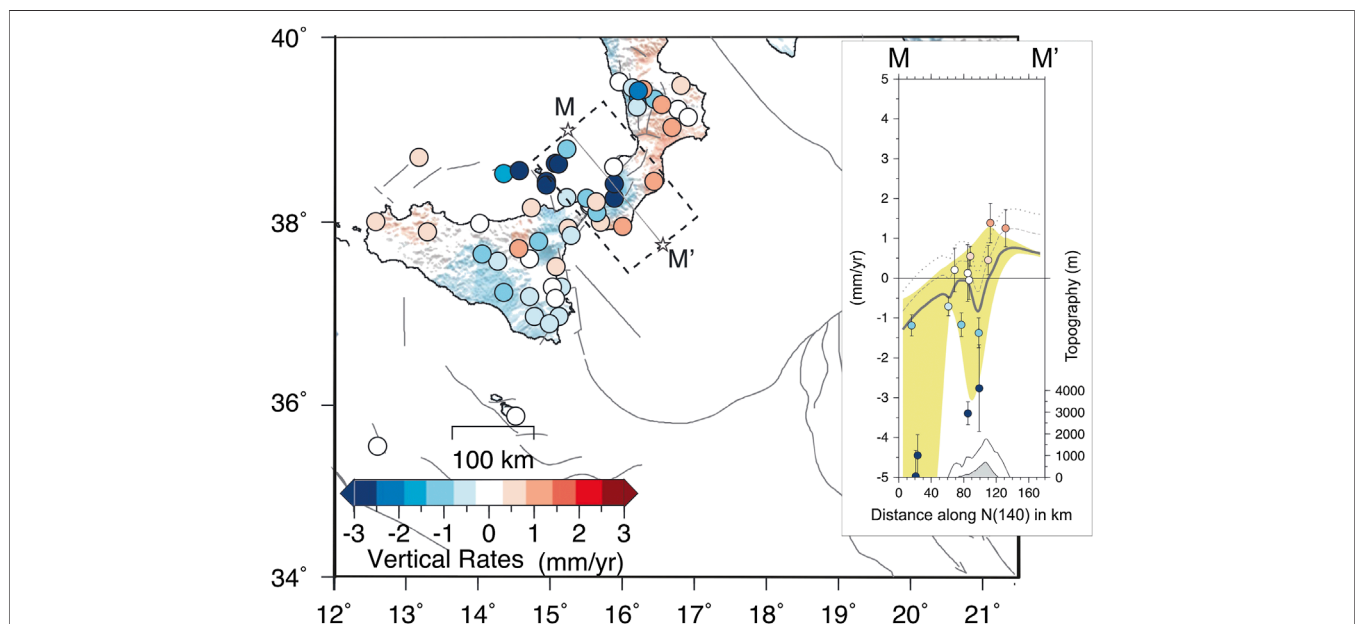 40°
38°
36°
34°
12° 13° 14° 15° 16° 17° 18° 19° 20° 21°
M
M'
100 km
-3 -2 -1 0 1 2 3
Vertical Rates (mm/yr)
M M'
5
4
3
2
1
0
-1
-2
-3
-4
-5
(mm/yr)
4000
3000
2000
1000
0
Topography (m)
0 40 80 120 160
Distance along N(140) in km